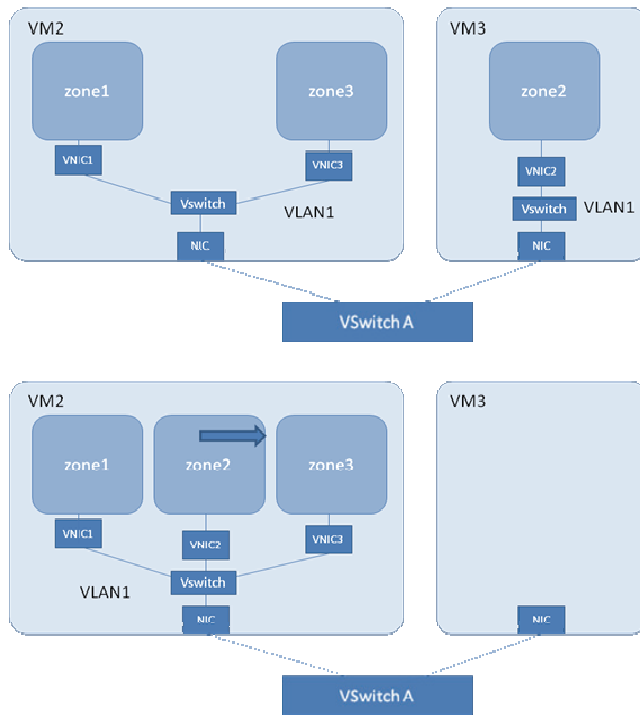 VM2
VM3
zone1
zone3
zone2
VNIC1
VNIC3
VNIC2
Vswitch
VLAN1
Vswitch
VLAN1
NIC
NIC
VSwitch A
VM2
VM3
zone1
zone2
zone3
VNIC1
VNIC2
VNIC3
Vswitch
VLAN1
NIC
NIC
VSwitch A